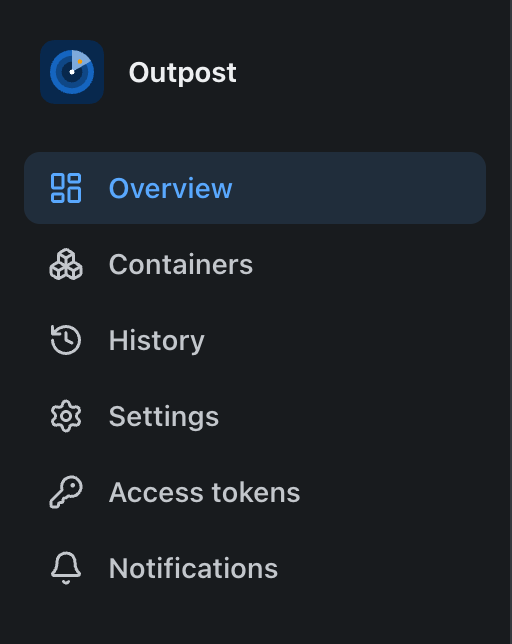 Outpost
Overview
Containers
History
Settings
Access tokens
Notifications